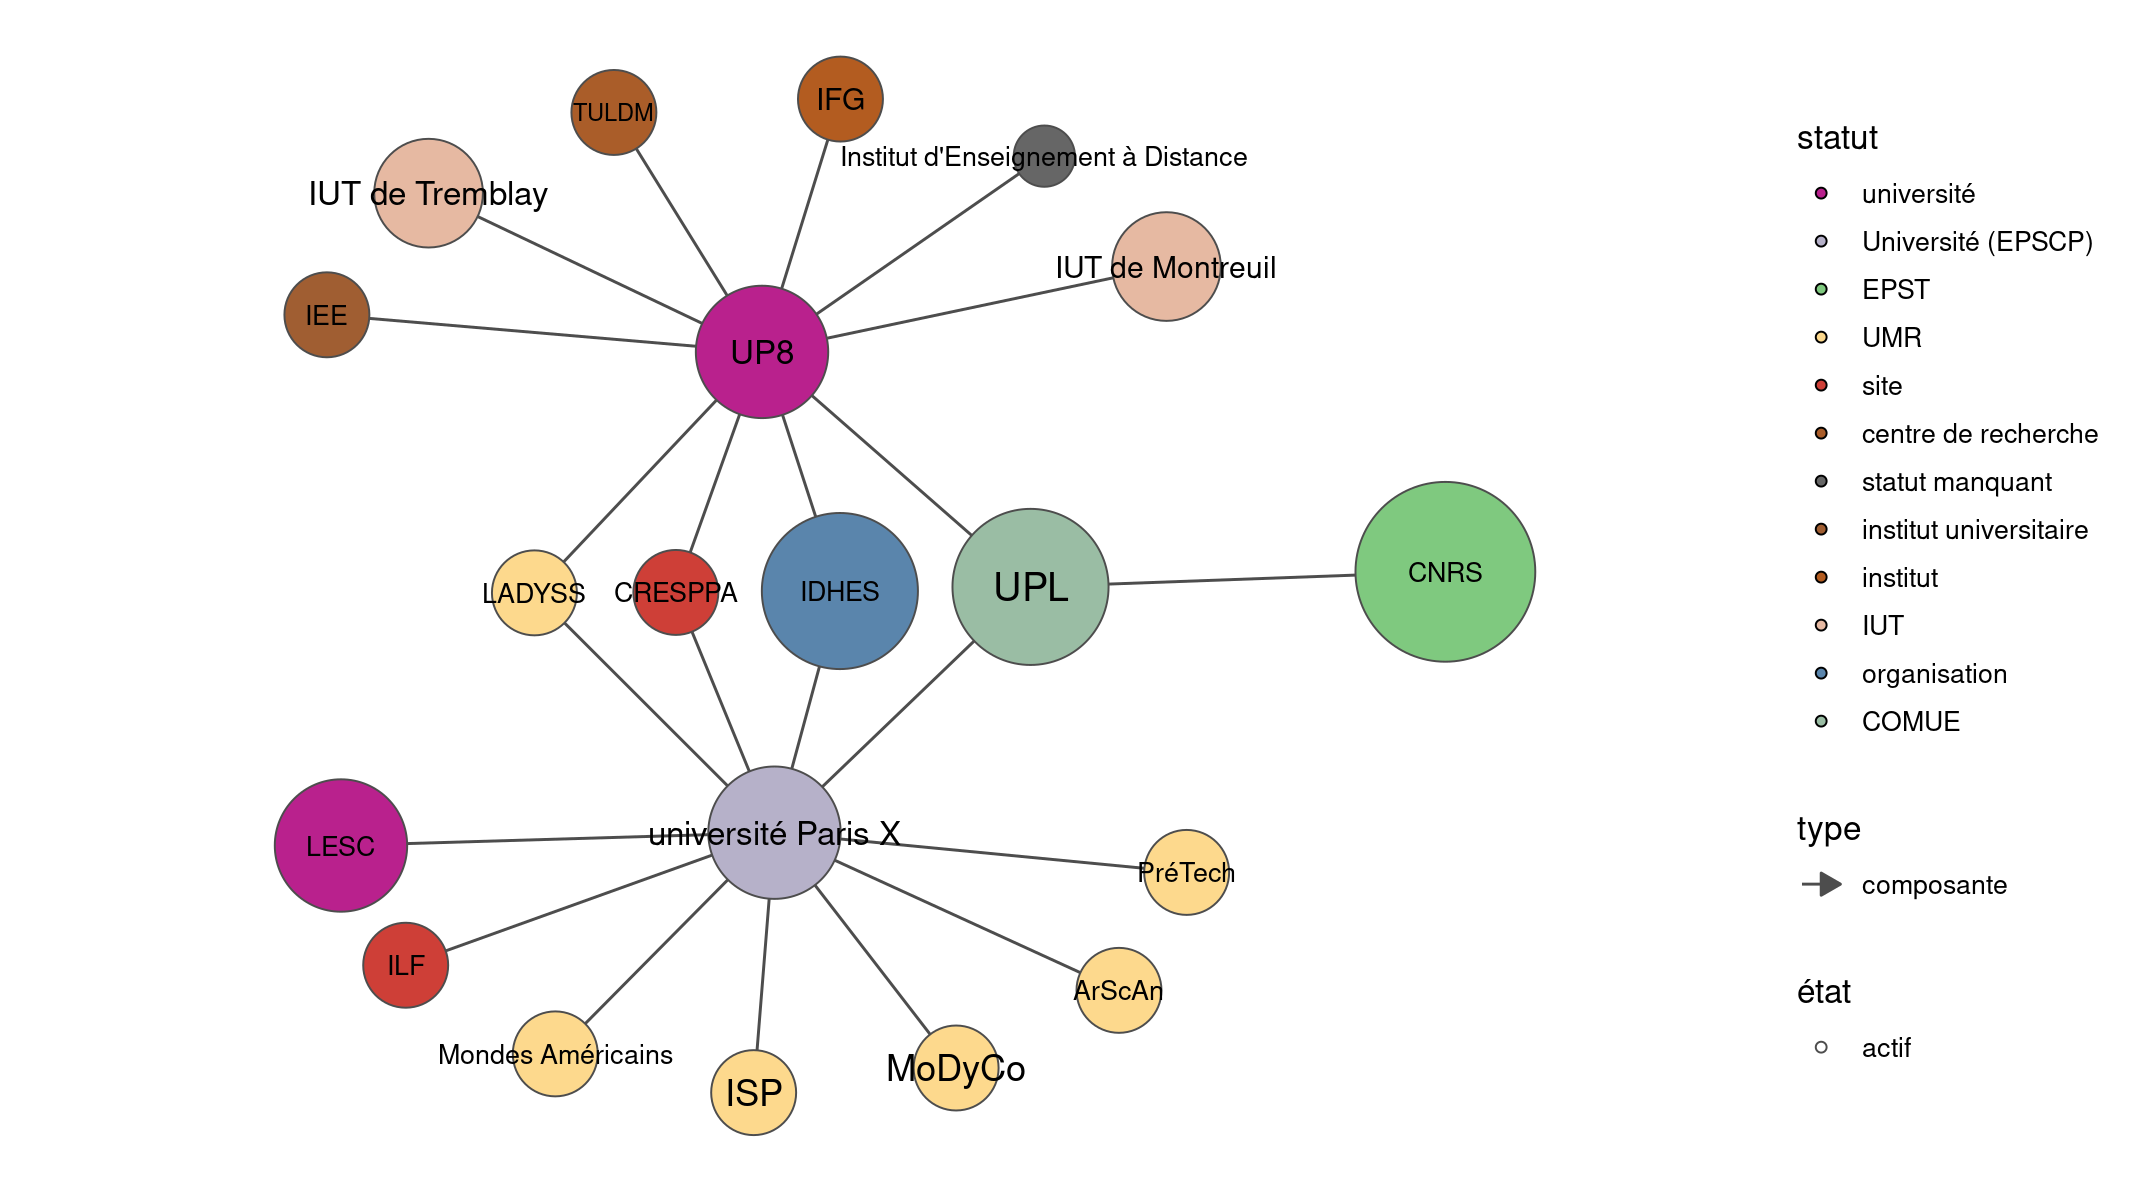 TULDM
IFG
Institut d'Enseignement à Distance
IUT de Tremblay
IUT de Montreuil
IEE
UP8
LADYSS
CRESPPA
IDHES
UPL
CNRS
université Paris X
LESC
PréTech
ILF
ArScAn
Mondes Américains
ISP
MoDyCo
statut
université
Université (EPSCP)
EPST
UMR
site
centre de recherche
statut manquant
institut universitaire
institut
IUT
organisation
COMUE
type
composante
état
actif